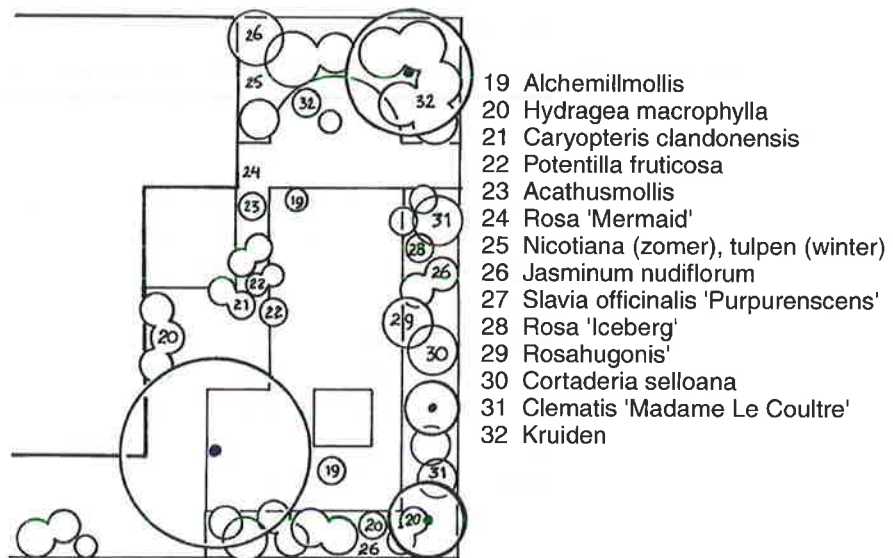 26
25
32
32
24
23
19
31
28
22
26
21
22
29
20
30
19
31
20
20
26
19 Alchemillmollis
20 Hydragea macrophylla
21 Caryopteris clandonensis
22 Potentilla fruticosa
23 Acathusmollis
24 Rosa 'Mermaid'
25 Nicotiana (zomer), tulpen (winter)
26 Jasminum nudiflorum
27 Slavia officinalis 'Purpurenscens'
28 Rosa 'Iceberg'
29 Rosahugonis'
30 Cortaderia selloana
31 Clematis 'Madame Le Coultre'
32 Kruiden